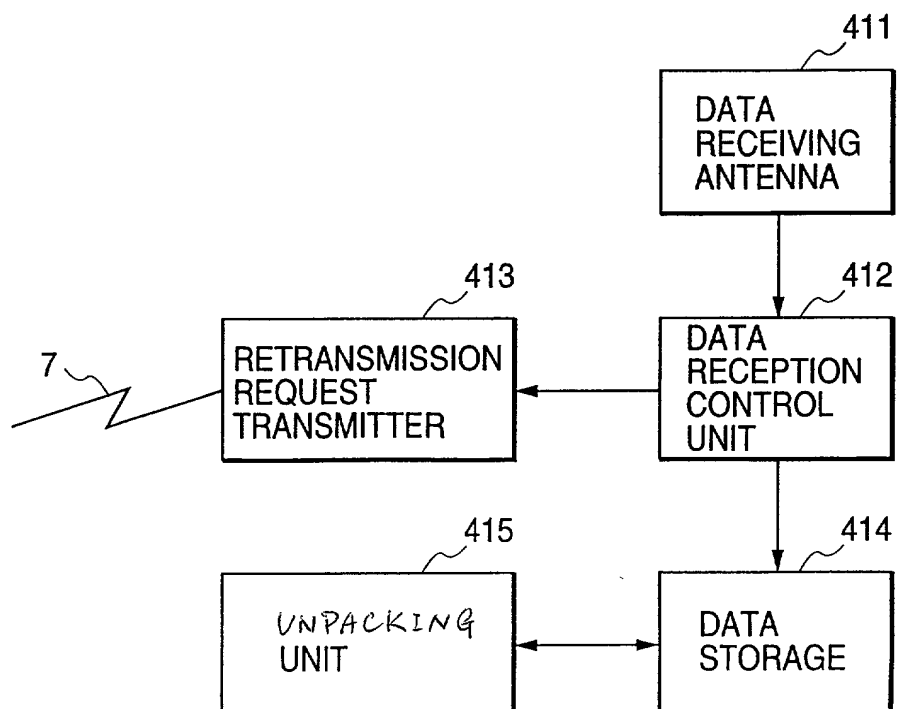 411
DATA
RECEIVING
ANTENNA
413
412
7
RETRANSMISSION
REQUEST
TRANSMITTER
DATA
RECEPTION
CONTROL
UNIT
415
414
UNPACKING
UNIT
DATA
STORAGE